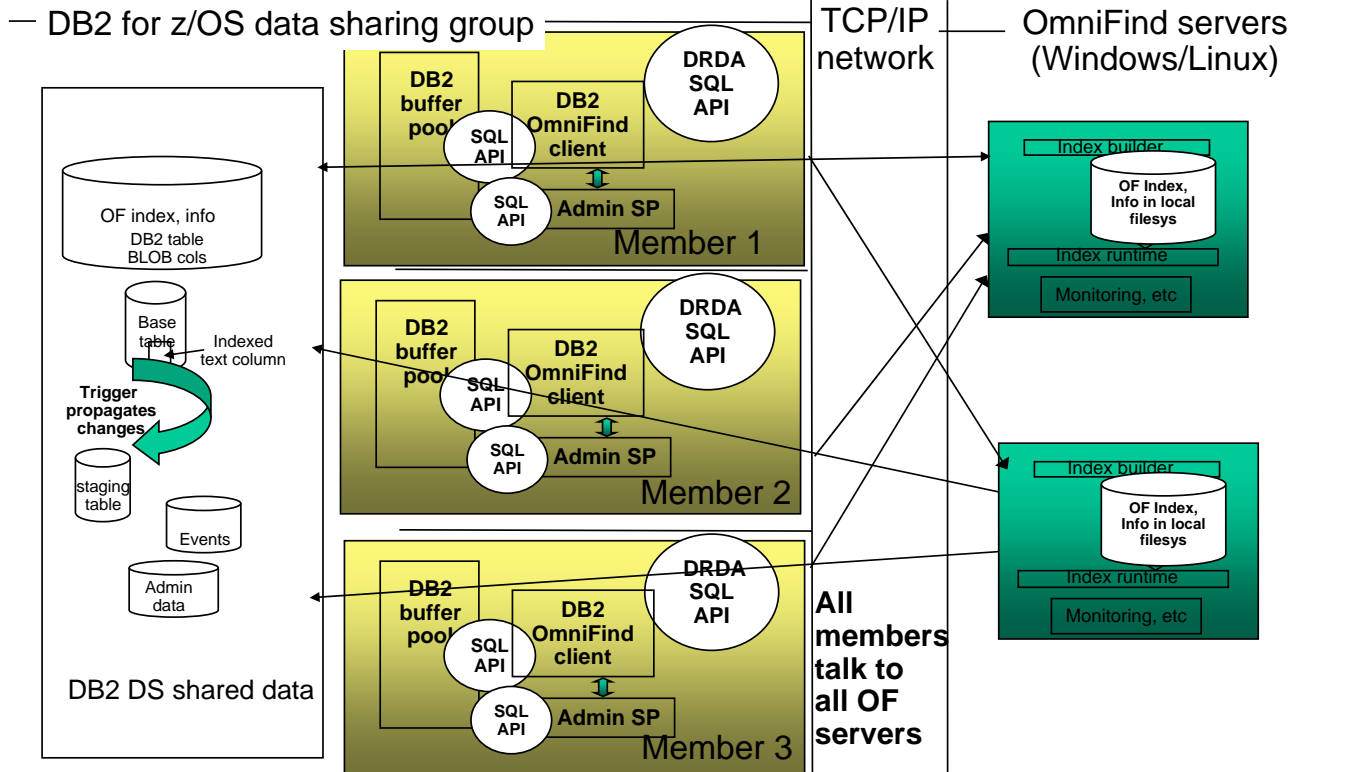 DB2 for z/OS data sharing group
TCP/IP
network
OmniFind servers
(Windows/Linux)
OF index, info
DB2 table
BLOB cols
Base
table
Indexed
text column
Trigger
propagates
changes
staging
table
Events
Admin
data
DB2 DS shared data
DB2
buffer
pool
SQL
API
DB2
OmniFind
client
DRDA
SQL
API
SQL
API
Admin SP
Member 1
DB2
buffer
pool
SQL
API
DB2
OmniFind
client
DRDA
SQL
API
SQL
API
Admin SP
Member 2
DB2
buffer
pool
SQL
API
DB2
OmniFind
client
DRDA
SQL
API
SQL
API
Admin SP
Member 3
All
members
talk to
all OF
servers
Index builder
OF Index,
Info in local
filesys
Index runtime
Monitoring, etc
Index builder
OF Index,
Info in local
filesys
Index runtime
Monitoring, etc